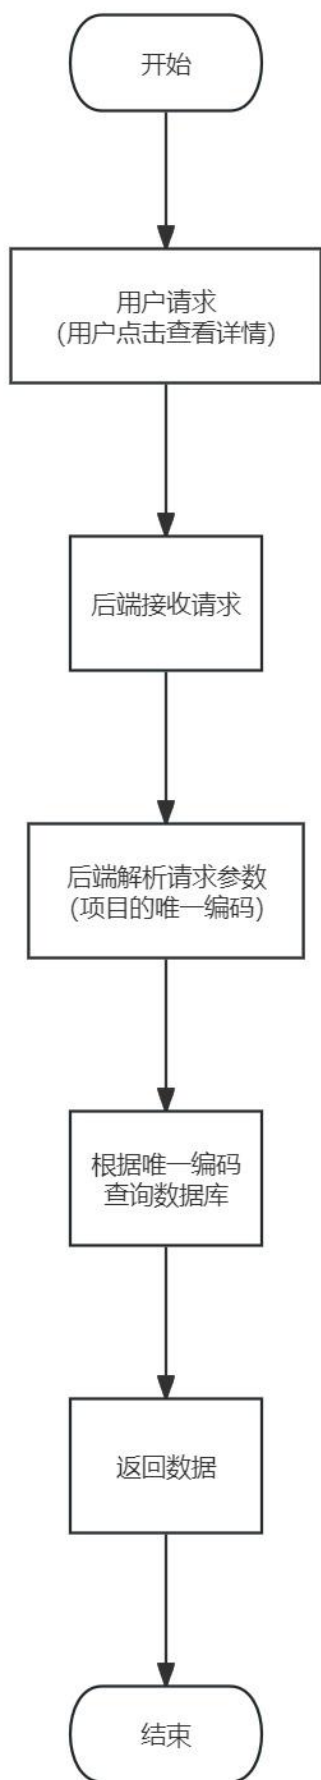 开始
用户请求
(用户点击查看详情)
后端接收请求
后端解析请求参数
(项目的唯一编码)
根据唯一编码
查询数据库
返回数据
结束